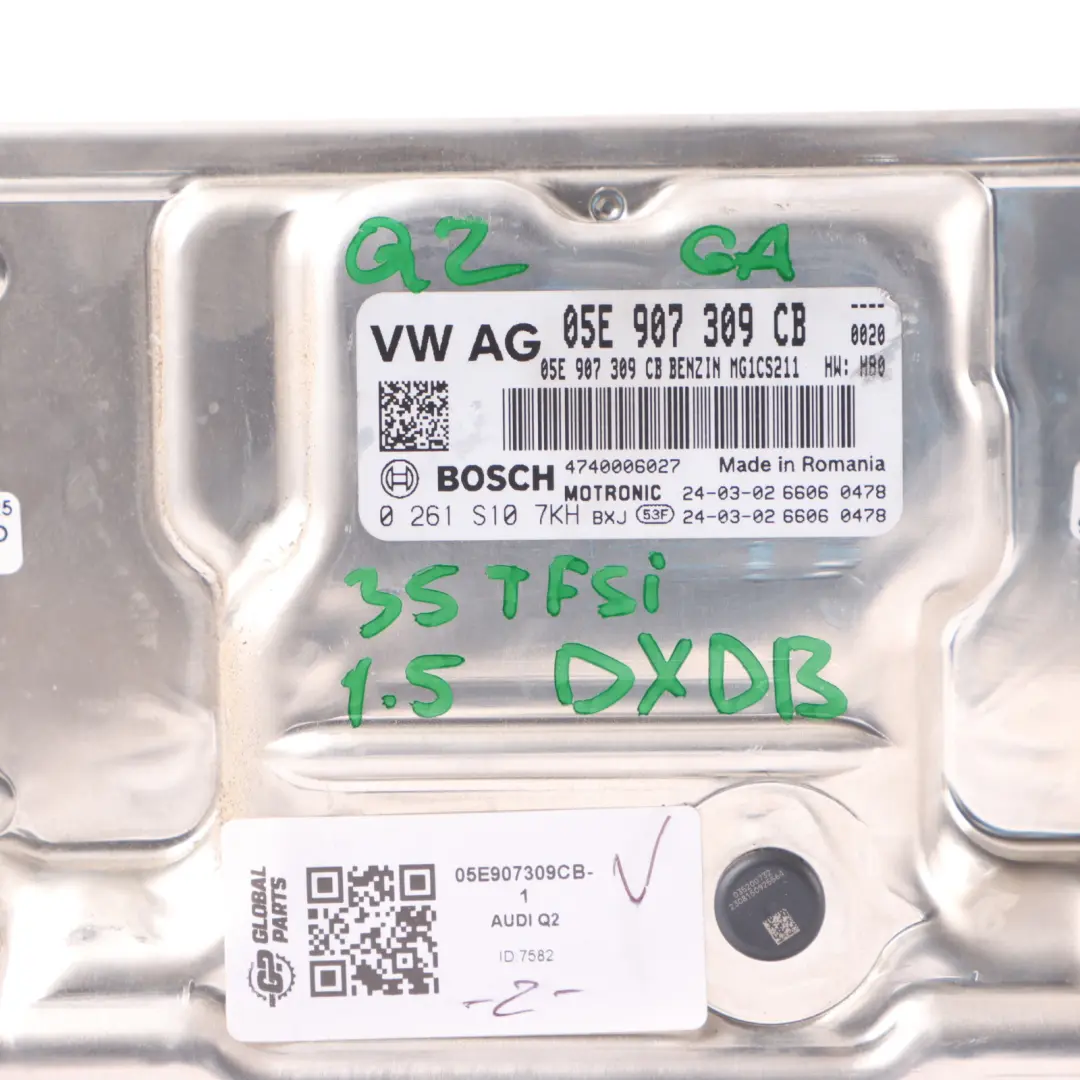 Q2 GA
VW AG 05E 907 309 CB ----
0020
05E 907 309 CB BENZIN MG1CS211 HW: H80
BOSCH 4740006027 Made in Romania
MOTRONIC 24-03-02 6606 0478
0 261 S10 7KH BXJ 53F 24-03-02 6606 0478
35 TFSi
1.5 DXDB
GP GLOBAL PARTS
05E907309CB-
1
AUDI Q2
ID:7582
-2-
5